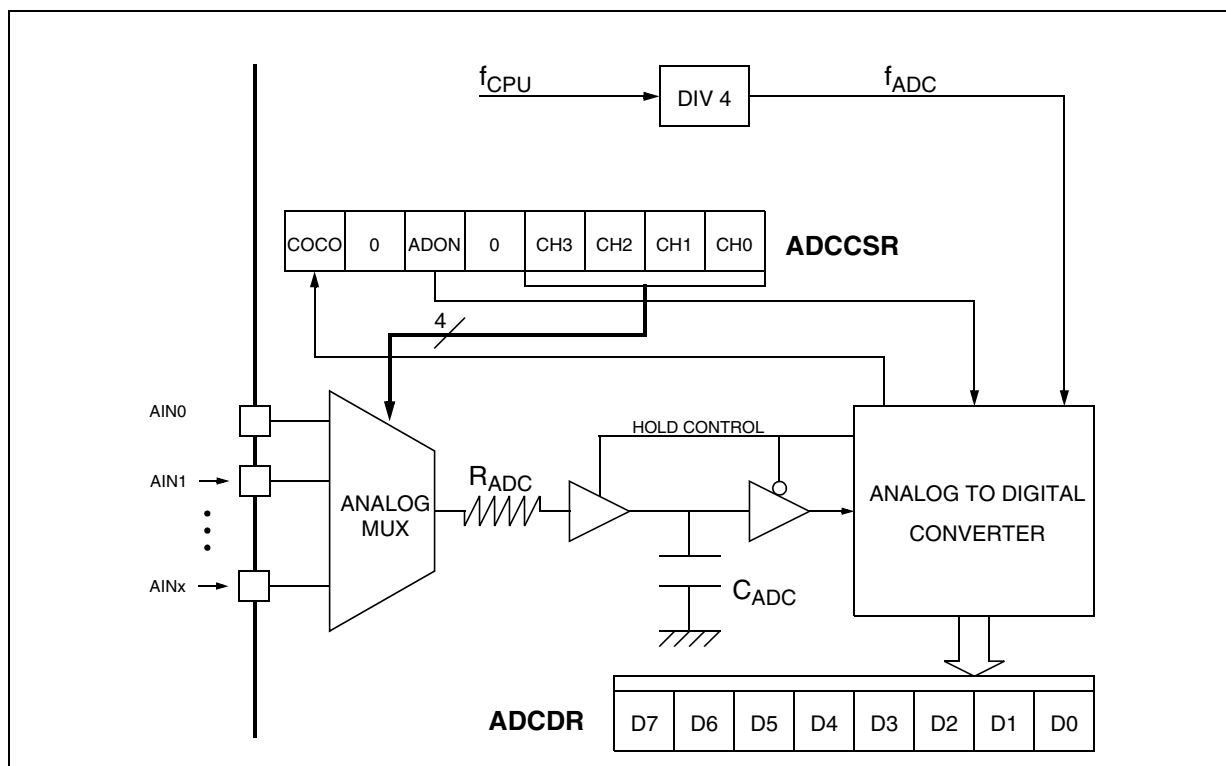 fCPU
DIV 4
fADC
COCO 0 ADON 0 CH3 CH2 CH1 CH0 ADCCSR
4
AIN0
HOLD CONTROL
AIN1
RADC
ANALOG
MUX
ANALOG TO DIGITAL
CONVERTER
AINx
CADC
ADCDR D7 D6 D5 D4 D3 D2 D1 D0